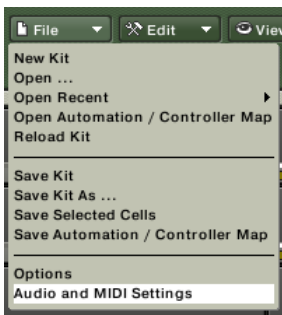 File Edit View
New Kit
Open ...
Open Recent
Open Automation / Controller Map
Reload Kit
Save Kit
Save Kit As ...
Save Selected Cells
Save Automation / Controller Map
Options
Audio and MIDI Settings